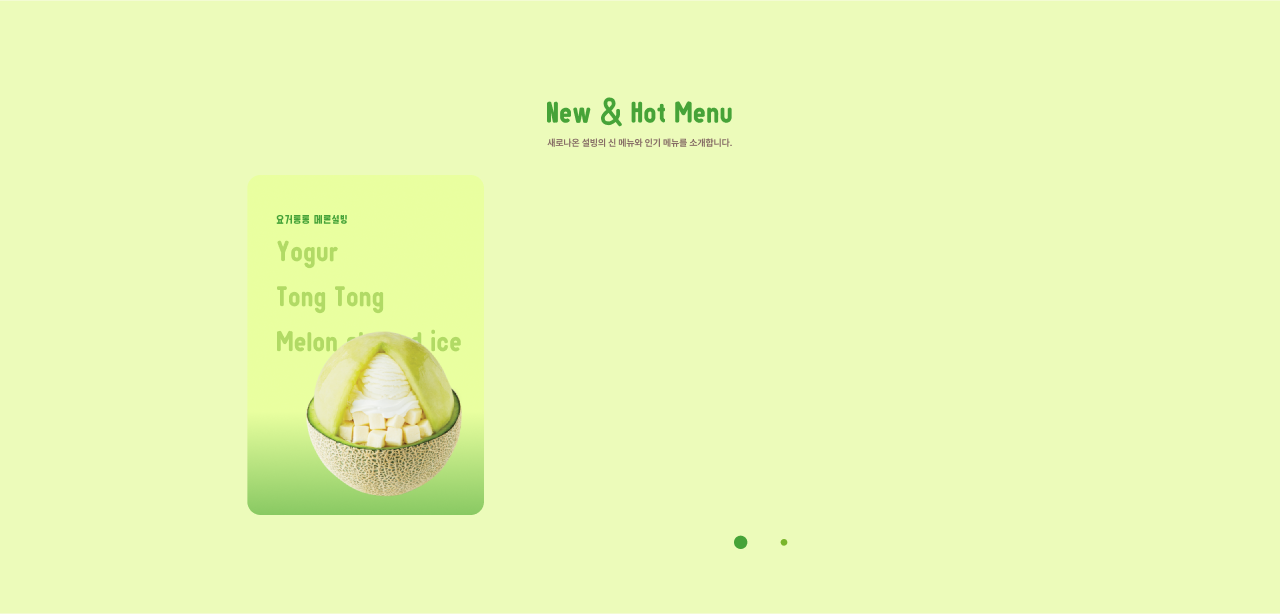 New & Hot Menu
새로나온 설빙의 신 메뉴와 인기 메뉴를 소개합니다.
요거통통 메론설빙
Yogur
Tong Tong
Melon ice